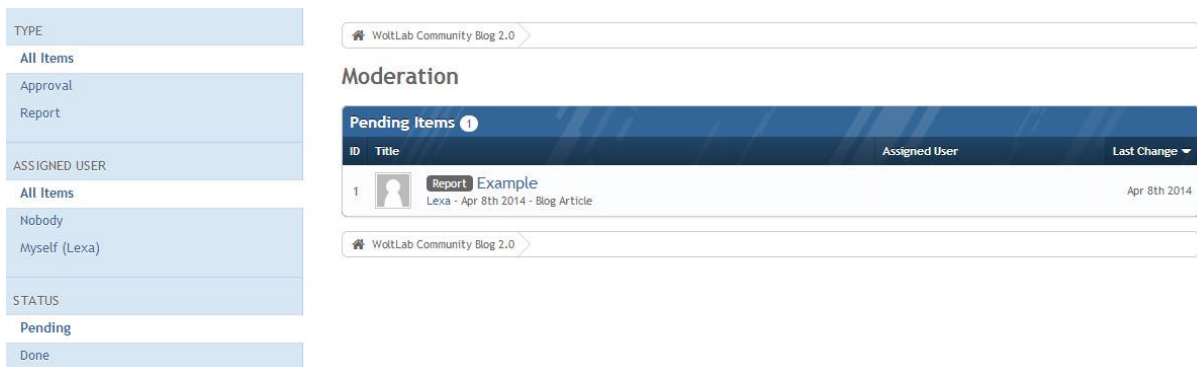 TYPE
All Items
Approval
Report
ASSIGNED USER
All Items
Nobody
Myself (Lexa)
STATUS
Pending
Done
WoltLab Community Blog 2.0
Moderation
Pending Items 1
ID Title Assigned User Last Change
1 Report Example Apr 8th 2014
Lexa - Apr 8th 2014 - Blog Article
WoltLab Community Blog 2.0